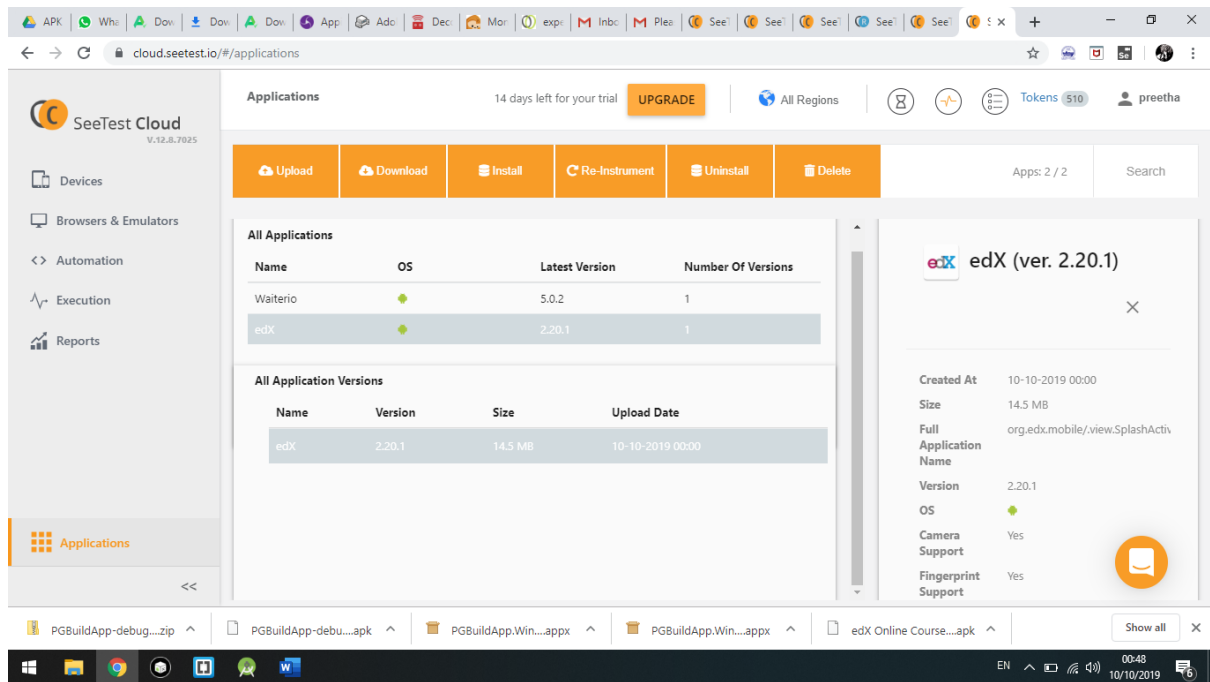 APK Wha Dow Dow Dow App Ado Dec Mor expe Inbc Plea SeeT SeeT SeeT SeeT SeeT
cloud.seetest.io/#/applications
SeeTest Cloud
V.12.8.7025
Devices
Browsers & Emulators
Automation
Execution
Reports
Applications
<<
Applications 14 days left for your trial UPGRADE All Regions Tokens 510 preetha
Upload Download Install Re-Instrument Uninstall Delete Apps: 2 / 2 Search
All Applications
Name OS Latest Version Number Of Versions
Waiterio 5.0.2 1
edX 2.20.1 1
All Application Versions
Name Version Size Upload Date
edX 2.20.1 14.5 MB 10-10-2019 00:00
edX edX (ver. 2.20.1)
Created At 10-10-2019 00:00
Size 14.5 MB
Full Application Name org.edx.mobile/.view.SplashActiv
Version 2.20.1
OS
Camera Support Yes
Fingerprint Support Yes
PGBuildApp-debug....zip PGBuildApp-debu....apk PGBuildApp.Win....appx PGBuildApp.Win....appx edX Online Course....apk Show all
EN 00:48
10/10/2019
6